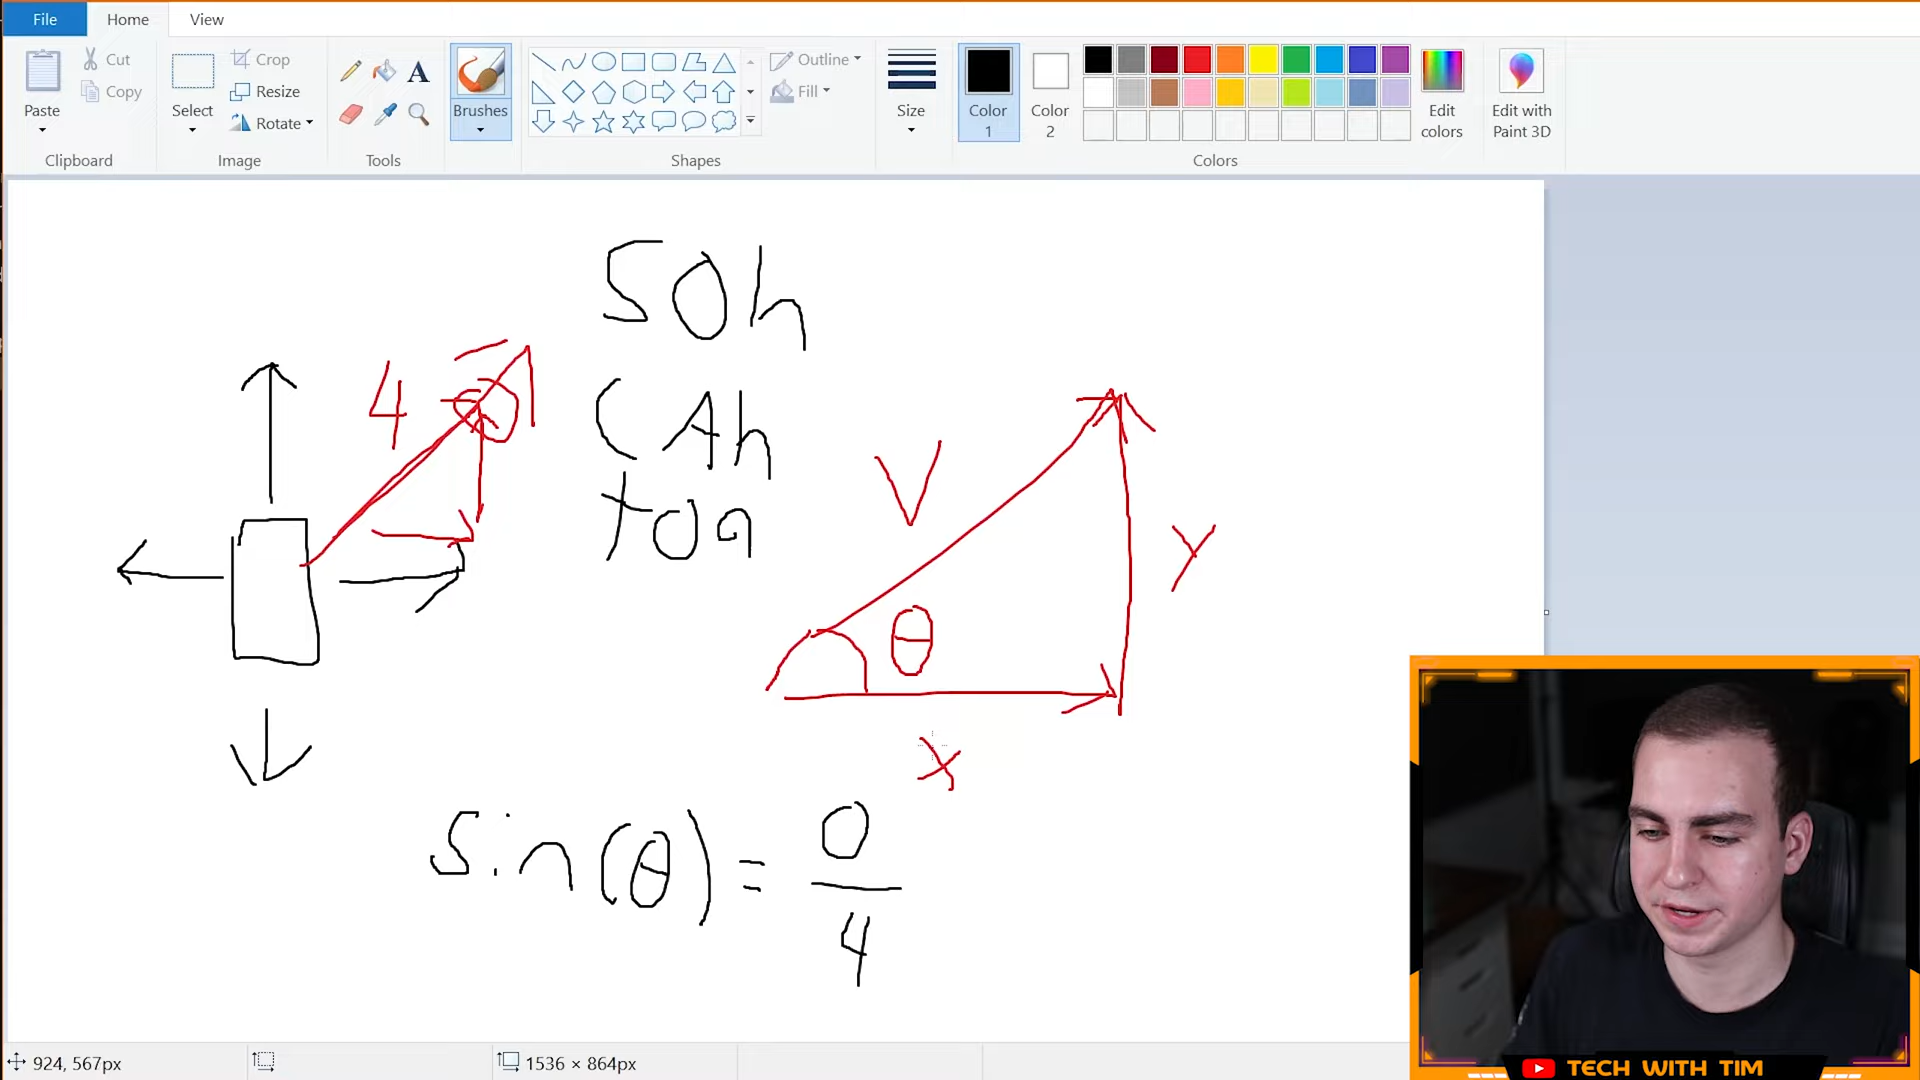 File Home View
Paste
Cut
Copy
Clipboard
Select
Crop
Resize
Rotate
Image
Tools
Brushes
Outline
Fill
Shapes
Size
Color 1
Color 2
Edit colors
Colors
Edit with Paint 3D
SOh
CAh
toa
4
V
y
θ
x
Sin(θ) = O
4
924, 567px
1536 × 864px
TECH WITH TIM